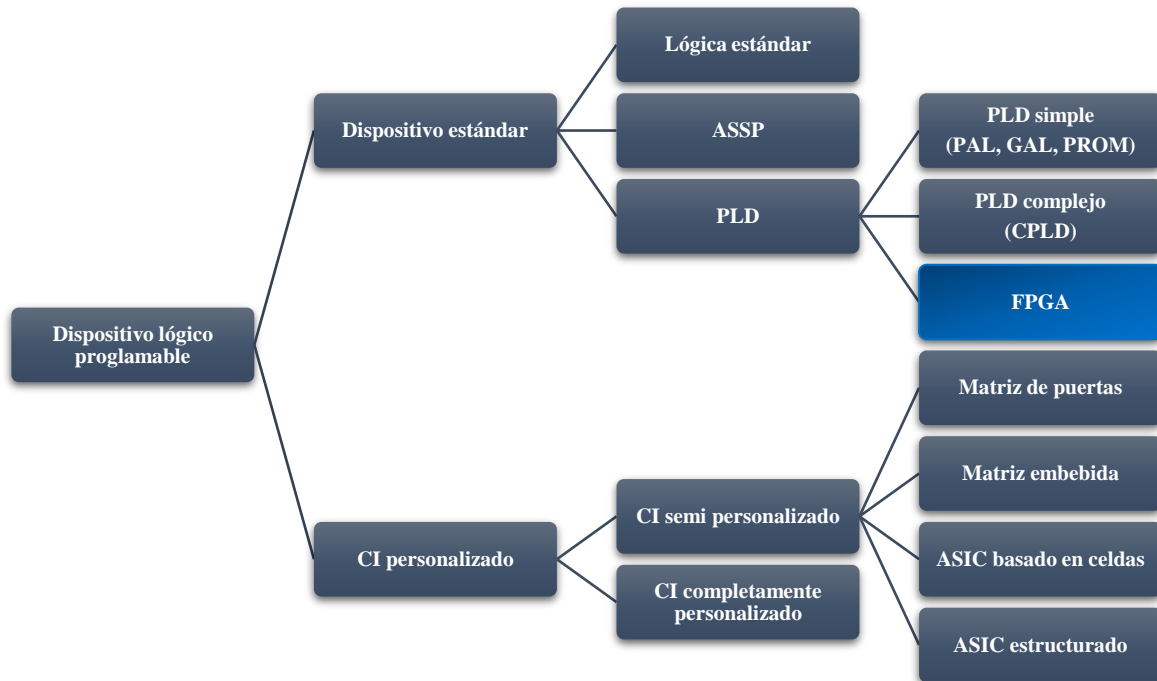 Lógica estándar
Dispositivo estándar
ASSP
PLD
PLD simple
(PAL, GAL, PROM)
PLD complejo
(CPLD)
FPGA
Dispositivo lógico
proglamable
Matriz de puertas
Matriz embebida
CI semi personalizado
CI personalizado
ASIC basado en celdas
CI completamente
personalizado
ASIC estructurado